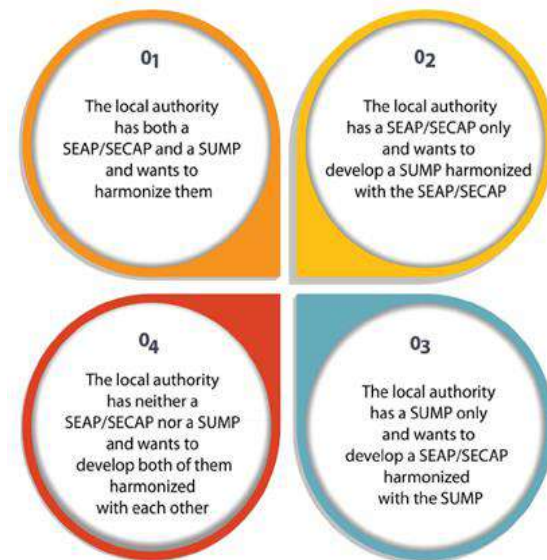 01
The local authority
has both a
SEAP/SECAP and a SUMP
and wants to
harmonize them
02
The local authority
has a SEAP/SECAP only
and wants to
develop a SUMP harmonized
with the SEAP/SECAP
04
The local authority
has neither a
SEAP/SECAP nor a SUMP
and wants to
develop both of them
harmonized
with each other
03
The local authority
has a SUMP only
and wants to
develop a SEAP/SECAP
harmonized
with the SUMP